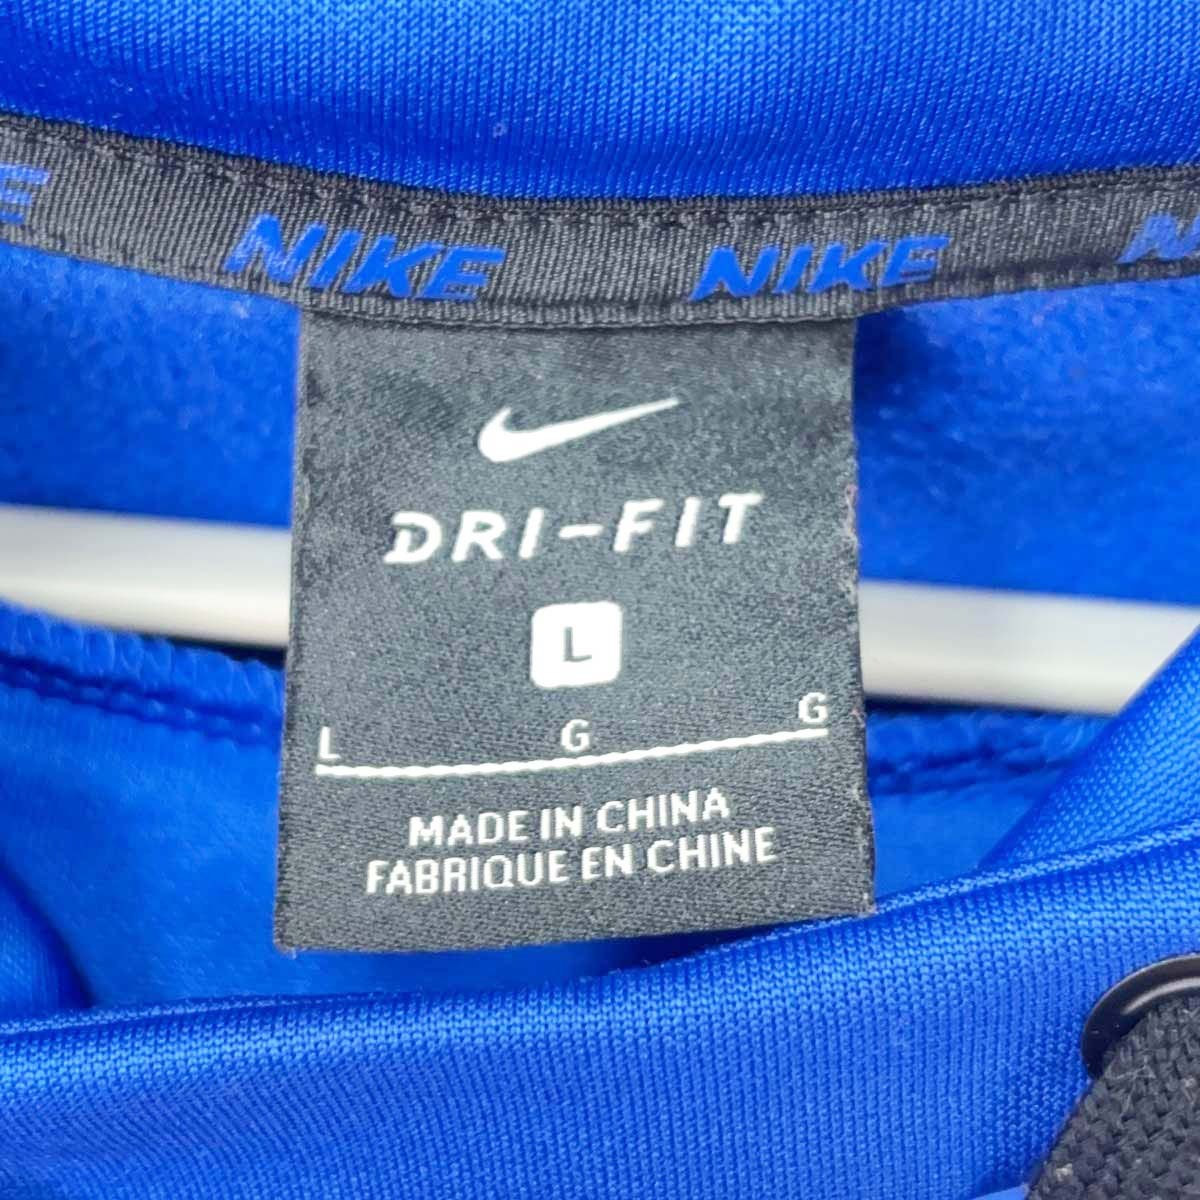 NIKE NIKE
DRI-FIT
L
L G G
MADE IN CHINA
FABRIQUE EN CHINE